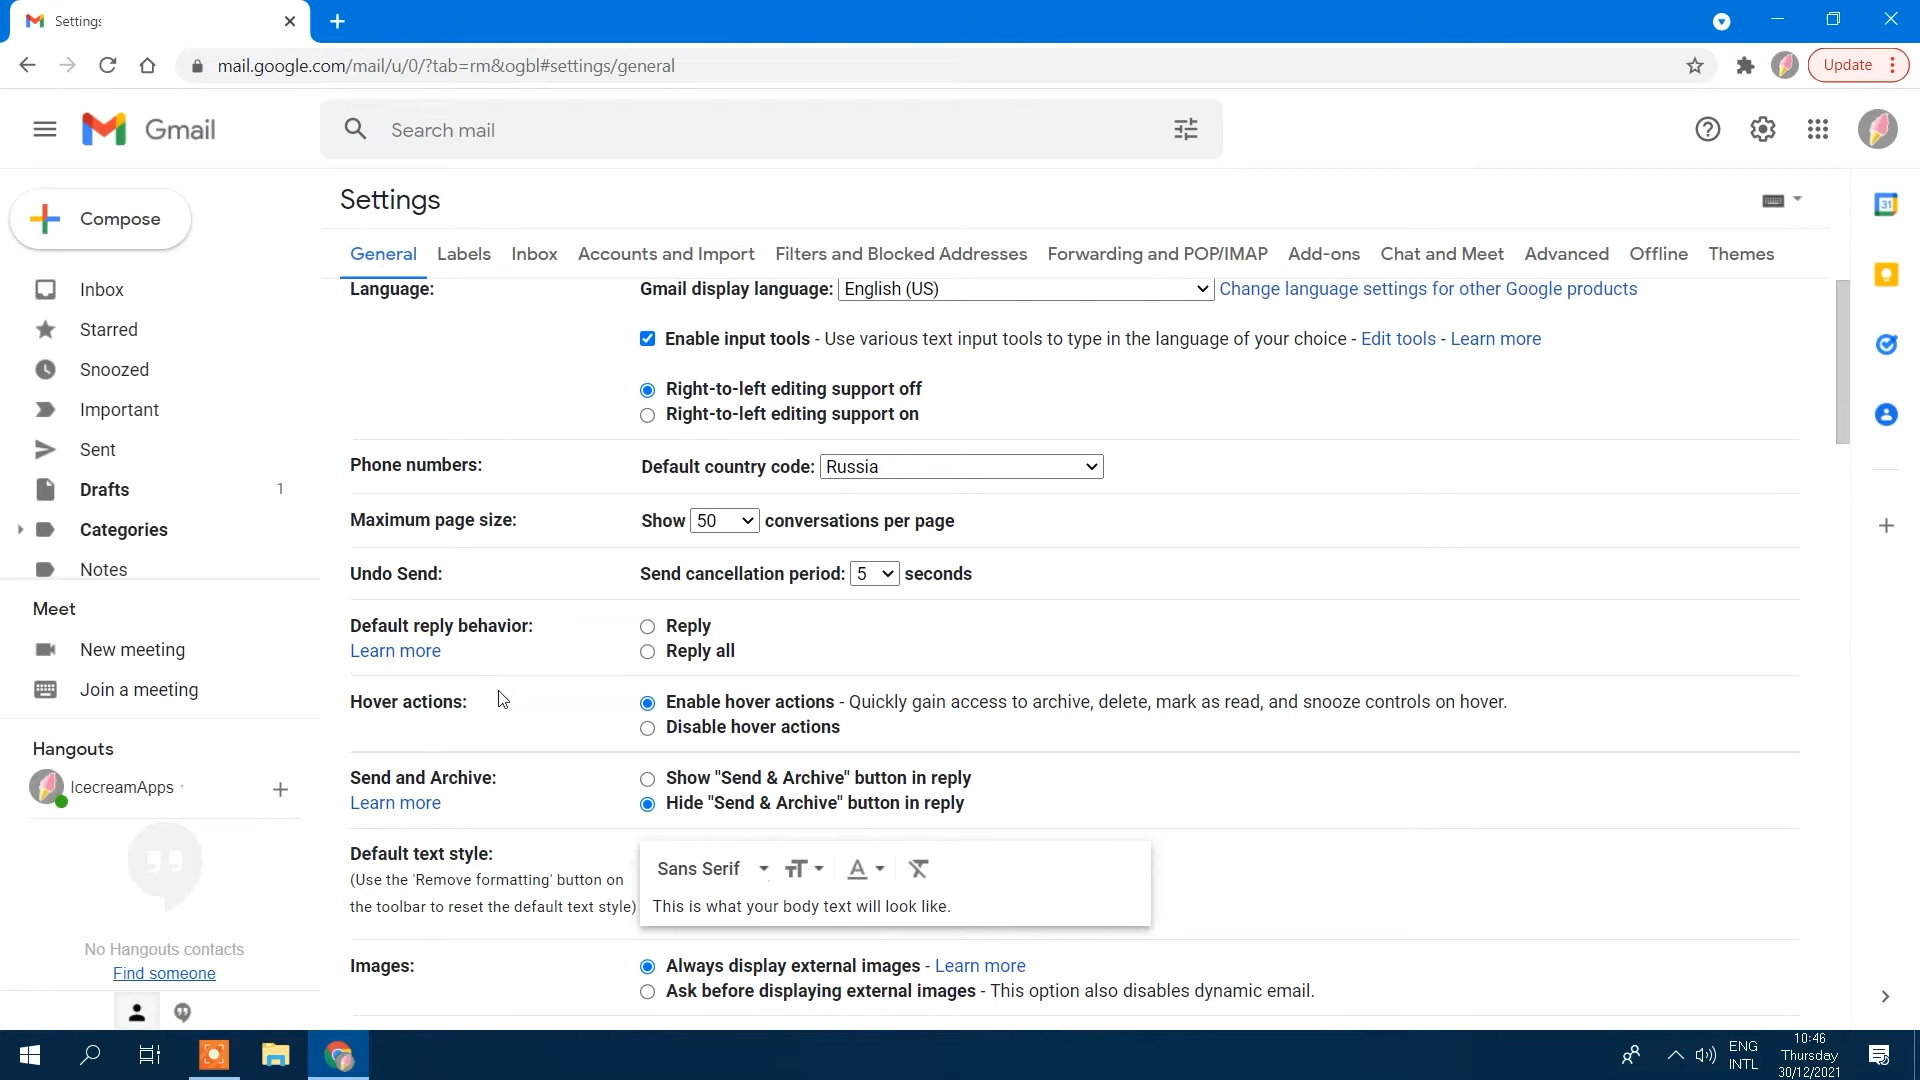 Settings
mail.google.com/mail/u/0/?tab=rm&ogbl#settings/general
Update
Gmail
Search mail
Compose
Inbox
Starred
Snoozed
Important
Sent
Drafts 1
Categories
Notes
Meet
New meeting
Join a meeting
Hangouts
IcecreamApps
No Hangouts contacts
Find someone
Settings
General Labels Inbox Accounts and Import Filters and Blocked Addresses Forwarding and POP/IMAP Add-ons Chat and Meet Advanced Offline Themes
Language: Gmail display language: English (US) Change language settings for other Google products
Enable input tools - Use various text input tools to type in the language of your choice - Edit tools - Learn more
Right-to-left editing support off
Right-to-left editing support on
Phone numbers: Default country code: Russia
Maximum page size: Show 50 conversations per page
Undo Send: Send cancellation period: 5 seconds
Default reply behavior: Reply
Learn more Reply all
Hover actions: Enable hover actions - Quickly gain access to archive, delete, mark as read, and snooze controls on hover.
Disable hover actions
Send and Archive: Show "Send & Archive" button in reply
Learn more Hide "Send & Archive" button in reply
Default text style: Sans Serif
(Use the 'Remove formatting' button on
the toolbar to reset the default text style) This is what your body text will look like.
Images: Always display external images - Learn more
Ask before displaying external images - This option also disables dynamic email.
31
ENG
INTL
10:46
Thursday
30/12/2021